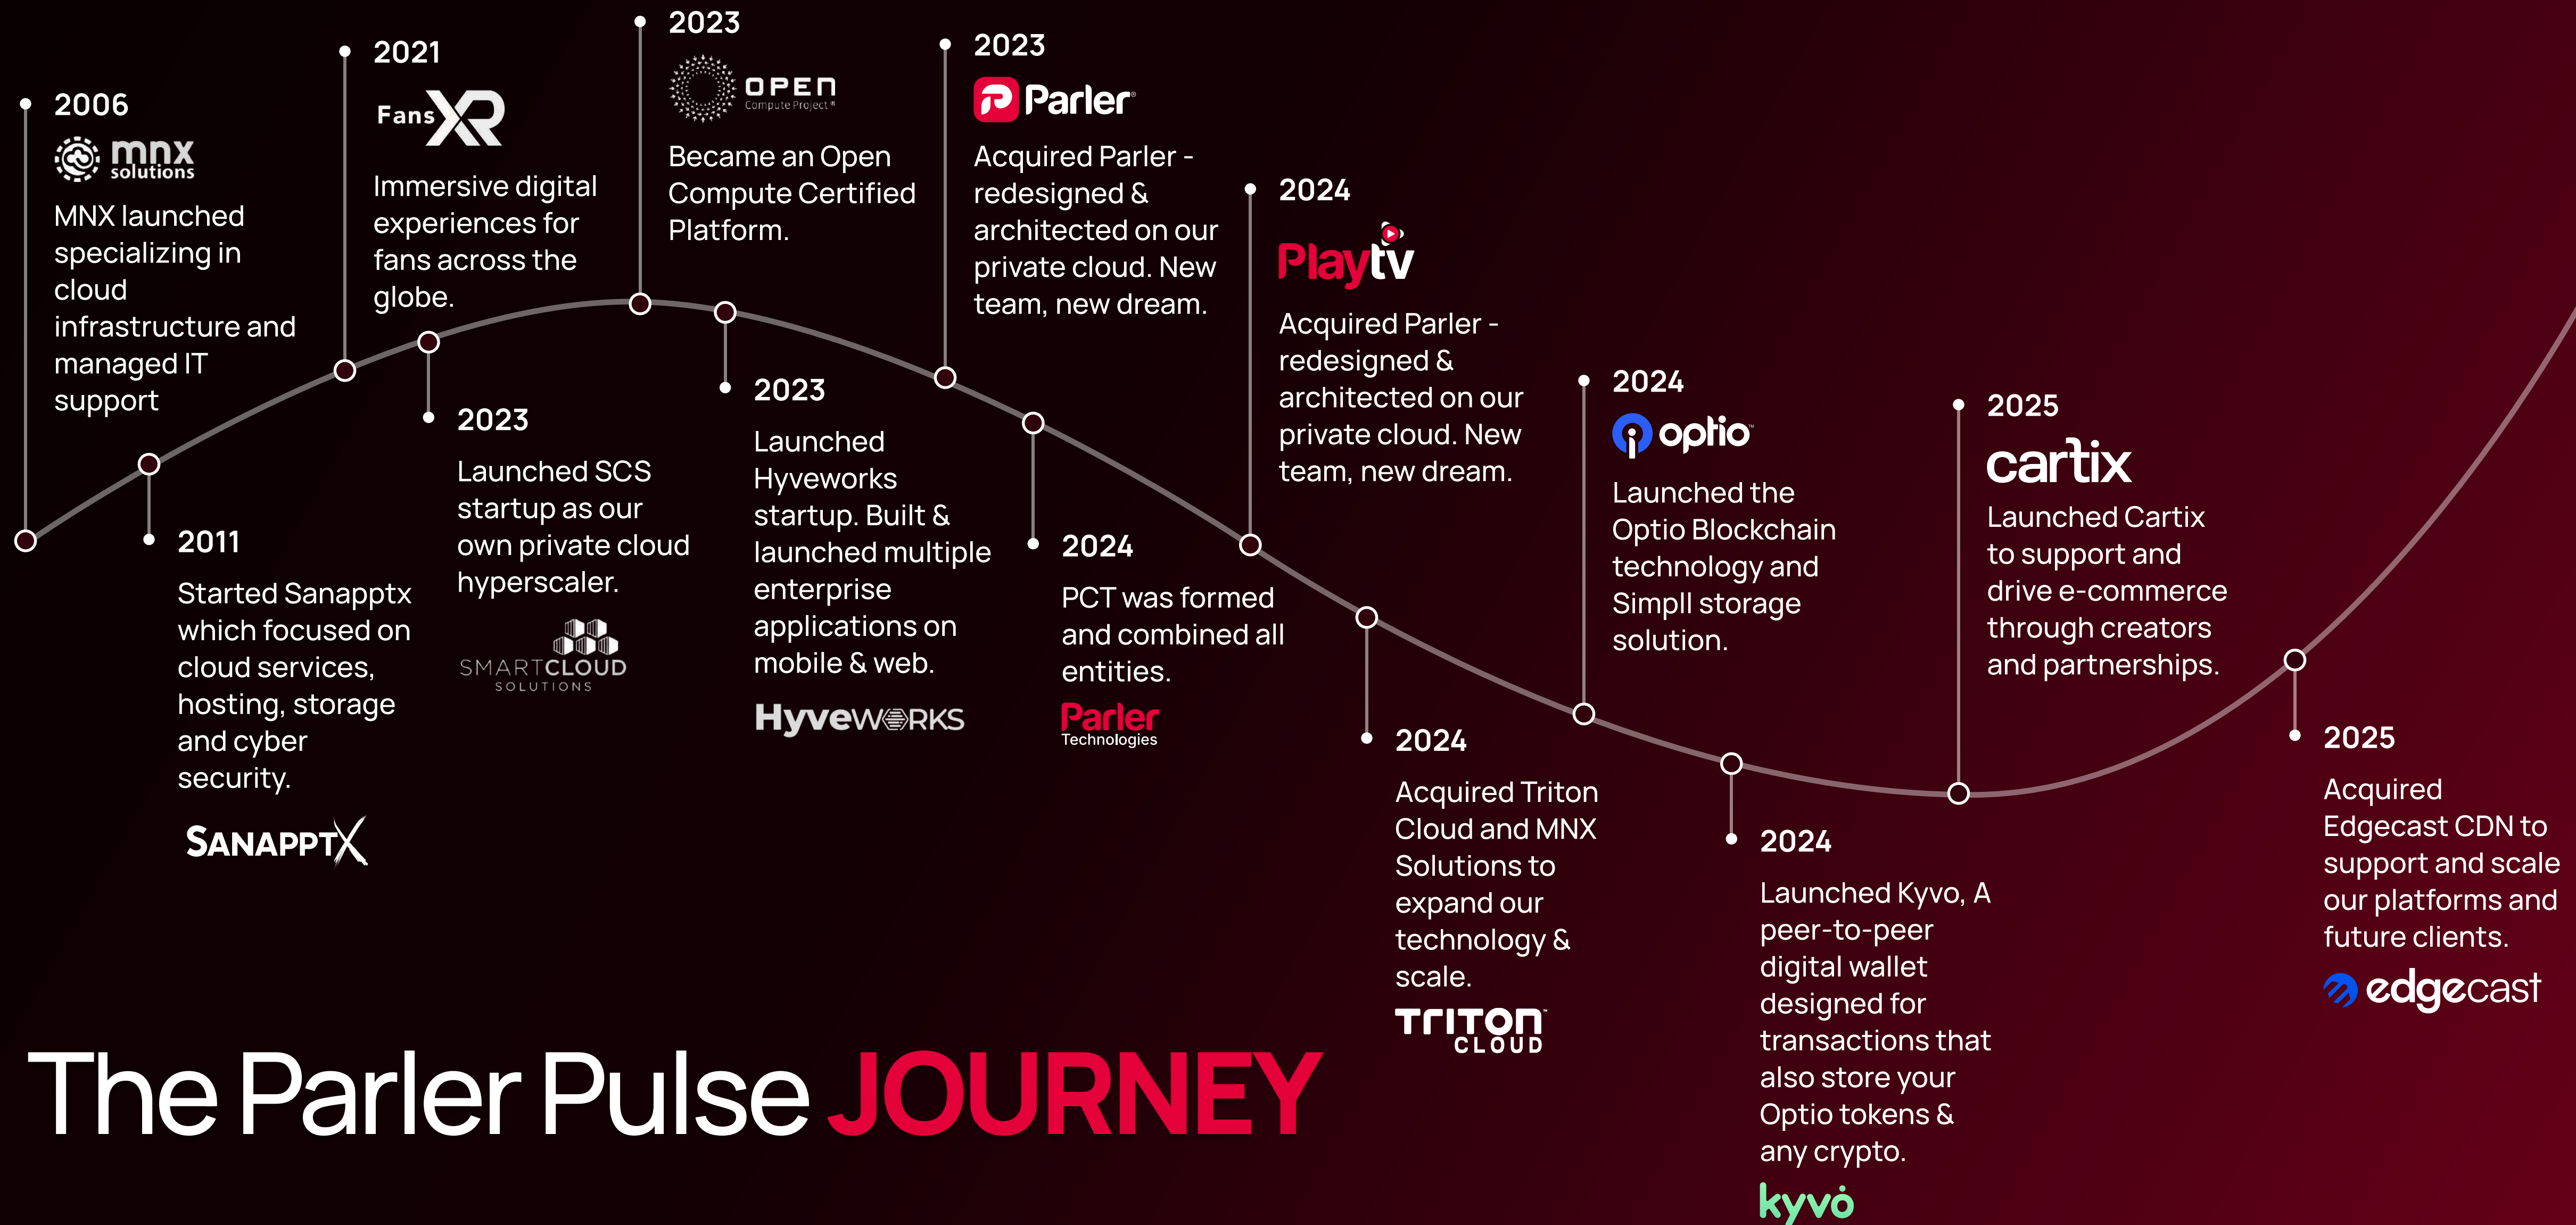 2006
mnx
solutions
MNX launched
specializing in
cloud
infrastructure and
managed IT
support
2011
Started Sanapptx
which focused on
cloud services,
hosting, storage
and cyber
security.
SANAPPTX
2021
Fans XR
Immersive digital
experiences for
fans across the
globe.
2023
Launched SCS
startup as our
own private cloud
hyperscaler.
SMARTCLOUD
SOLUTIONS
2023
OPEN
Compute Project ®
Became an Open
Compute Certified
Platform.
2023
Launched
Hyveworks
startup. Built &
launched multiple
enterprise
applications on
mobile & web.
HyveWORKS
2023
Parler®
Acquired Parler -
redesigned &
architected on our
private cloud. New
team, new dream.
2024
PCT was formed
and combined all
entities.
Parler
Technologies
2024
Playtv
Acquired Parler -
redesigned &
architected on our
private cloud. New
team, new dream.
2024
Acquired Triton
Cloud and MNX
Solutions to
expand our
technology &
scale.
TRITON™
CLOUD
2024
optio™
Launched the
Optio Blockchain
technology and
Simpll storage
solution.
2024
Launched Kyvo, A
peer-to-peer
digital wallet
designed for
transactions that
also store your
Optio tokens &
any crypto.
kyvo
2025
cartix
Launched Cartix
to support and
drive e-commerce
through creators
and partnerships.
2025
Acquired
Edgecast CDN to
support and scale
our platforms and
future clients.
edgecast
The Parler Pulse JOURNEY